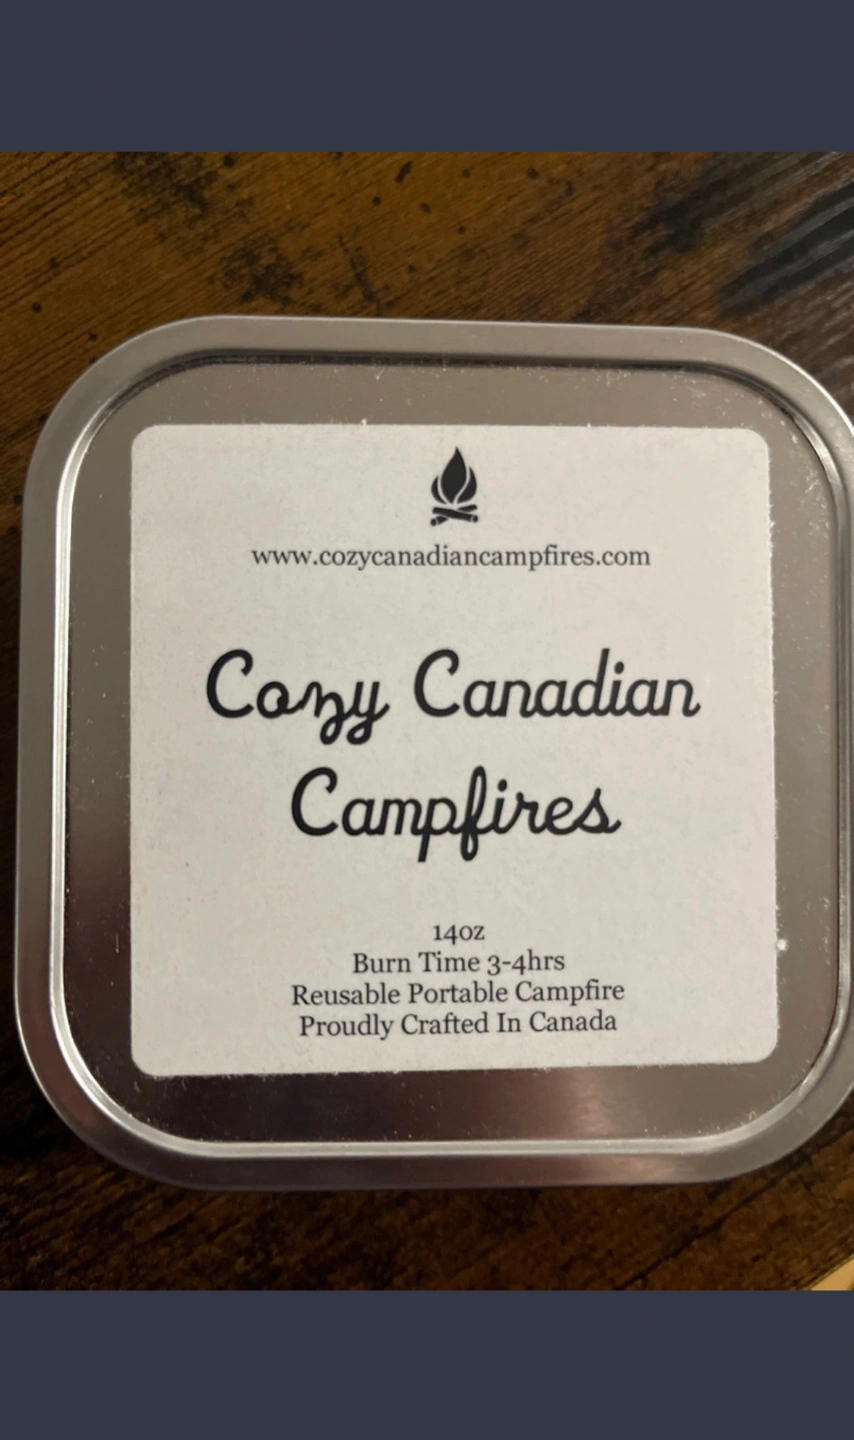 www.cozycanadiancampfires.com
Cozy Canadian
Campfires
14oz
Burn Time 3-4hrs
Reusable Portable Campfire
Proudly Crafted In Canada